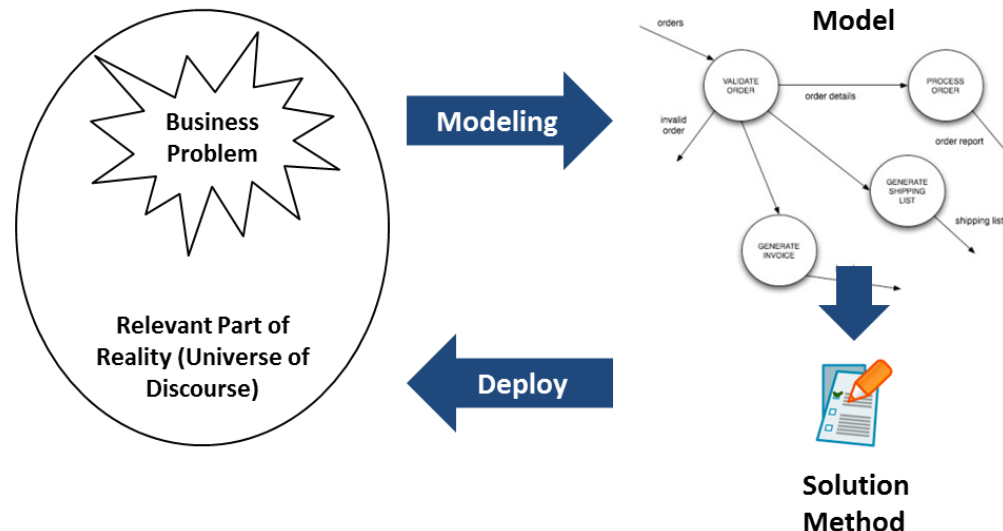 Business
Problem
Relevant Part of
Reality (Universe of
Discourse)
Modeling
Model
orders
VALIDATE
ORDER
order details
PROCESS
ORDER
invalid
order
order report
GENERATE
SHIPPING
LIST
shipping list
GENERATE
INVOICE
Deploy
Solution
Method